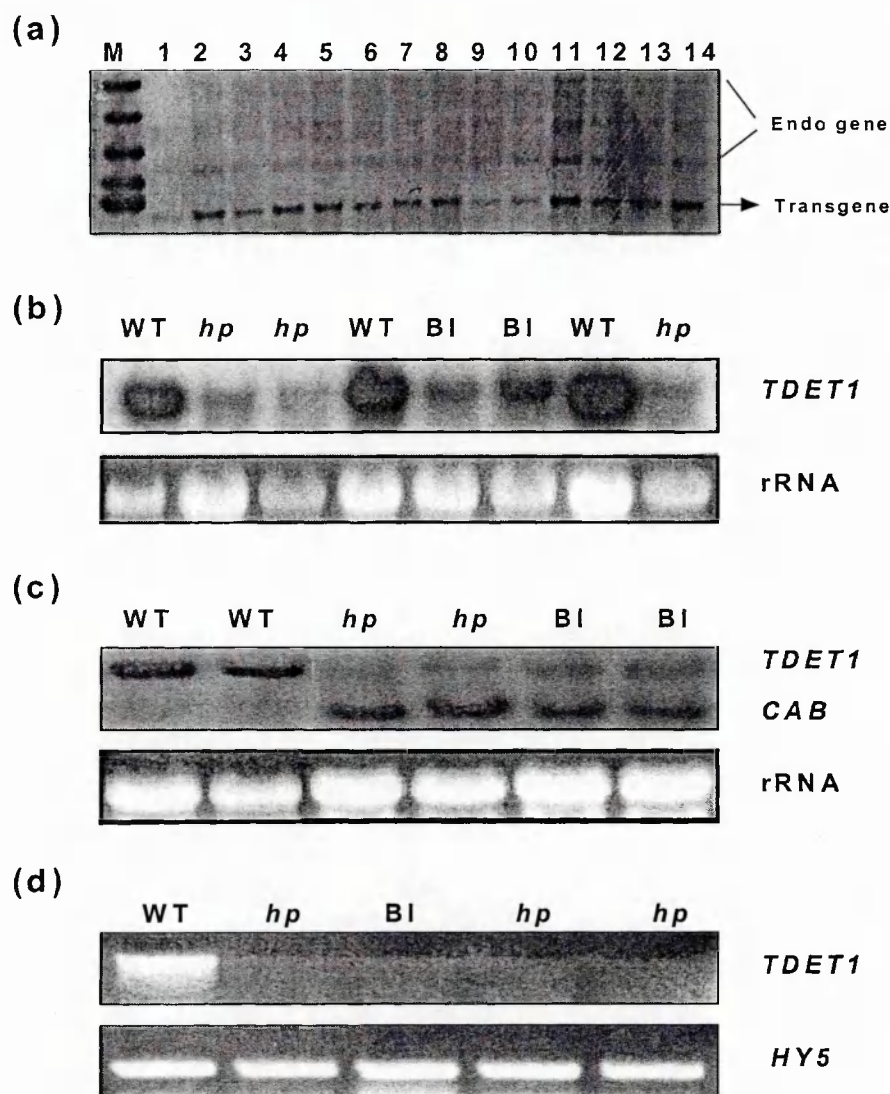 (a)
M 1 2 3 4 5 6 7 8 9 10 11 12 13 14
Endo gene
Transgene
(b)
WT hp hp WT BI BI WT hp
TDET1
rRNA
(c)
WT WT hp hp BI BI
TDET1
CAB
rRNA
(d)
WT hp BI hp hp
TDET1
HY5